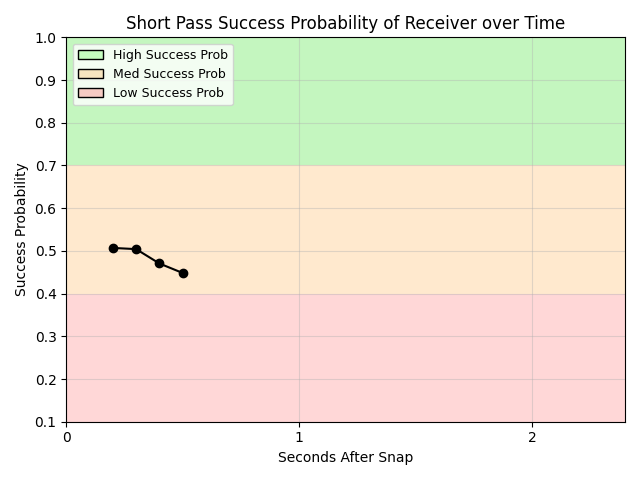 Short Pass Success Probability of Receiver over Time
1.0
High Success Prob
Med Success Prob
Low Success Prob
0.9
0.8
0.7
0.6
0.5
0.4
0.3
0.2
0.1
Success Probability
0
1
2
Seconds After Snap